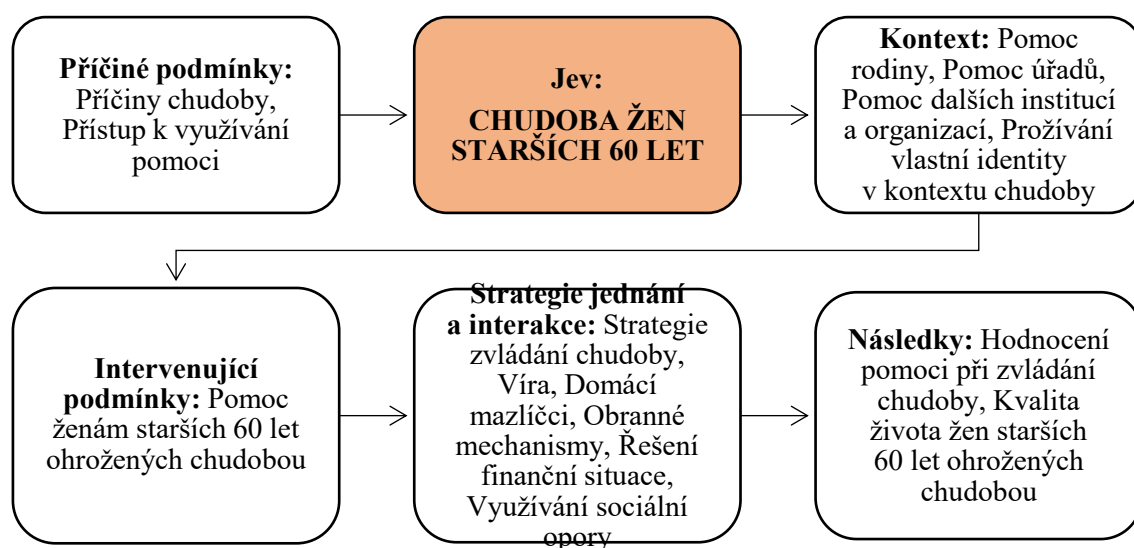 Příčiné podmínky:
Příčiny chudoby,
Přístup k využívání
pomoci
Jev:
CHUDOBA ŽEN
STARŠÍCH 60 LET
Kontext: Pomoc
rodiny, Pomoc úřadů,
Pomoc dalších institucí
a organizací, Prožívání
vlastní identity
v kontextu chudoby
Intervenující
podmínky: Pomoc
ženám starších 60 let
ohrožených chudobou
Strategie jednání
a interakce: Strategie
zvládání chudoby,
Víra, Domácí
mazlíčci, Obranné
mechanismy, Řešení
finanční situace,
Využívání sociální
opory
Následky: Hodnocení
pomoci při zvládání
chudoby, Kvalita
života žen starších
60 let ohrožených
chudobou